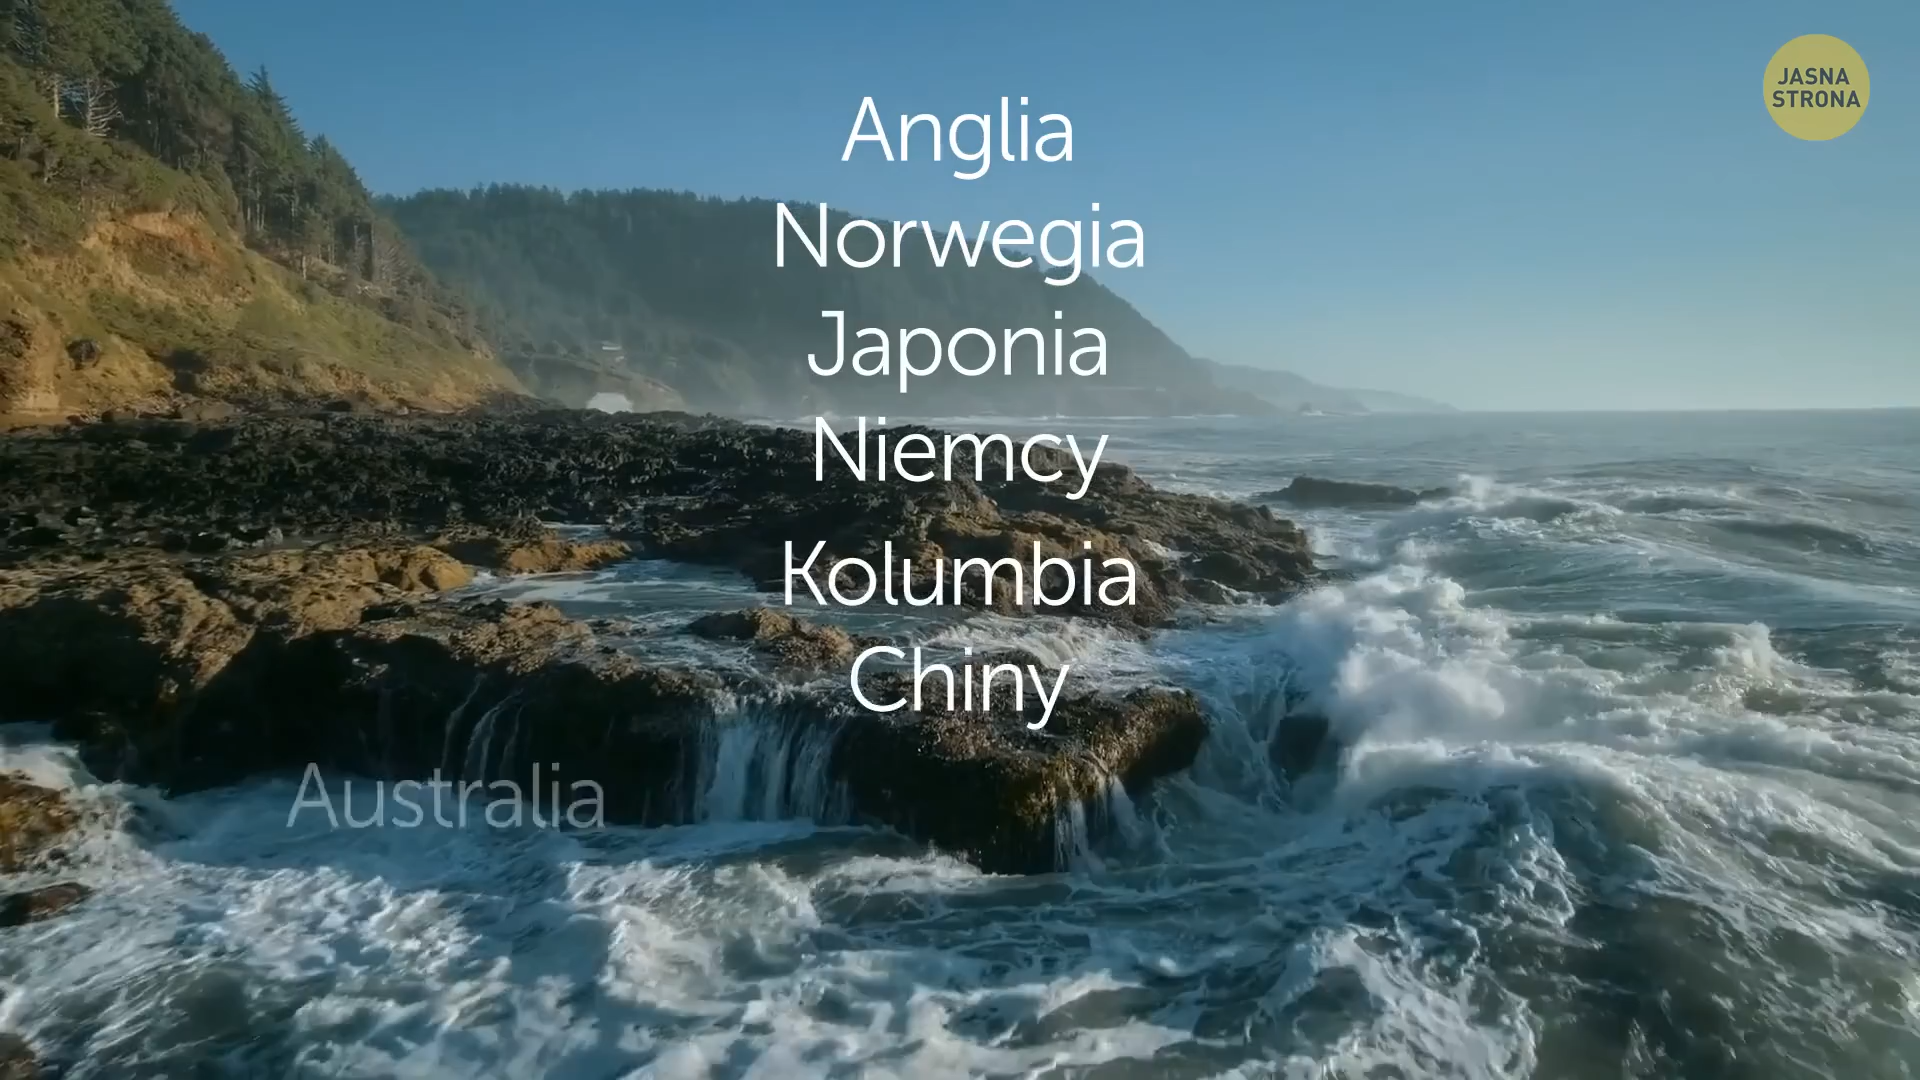 JASNA
STRONA
Anglia
Norwegia
Japonia
Niemcy
Kolumbia
Chiny
Australia